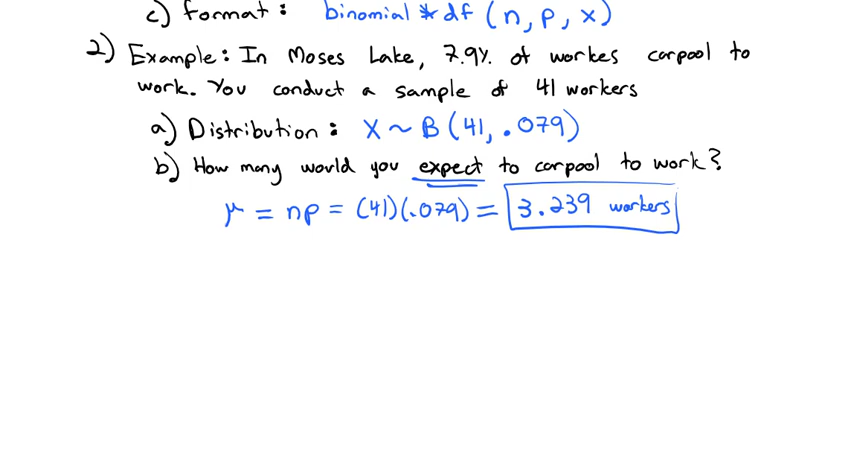 c) Format: binomial * df (n, p, x)
2) Example: In Moses Lake, 7.9% of workes carpool to
work. You conduct a sample of 41 workers
a) Distribution: X ~ B (41, .079)
b) How many would you expect to carpool to work?
μ = np = (41)(.079) = 3.239 workers